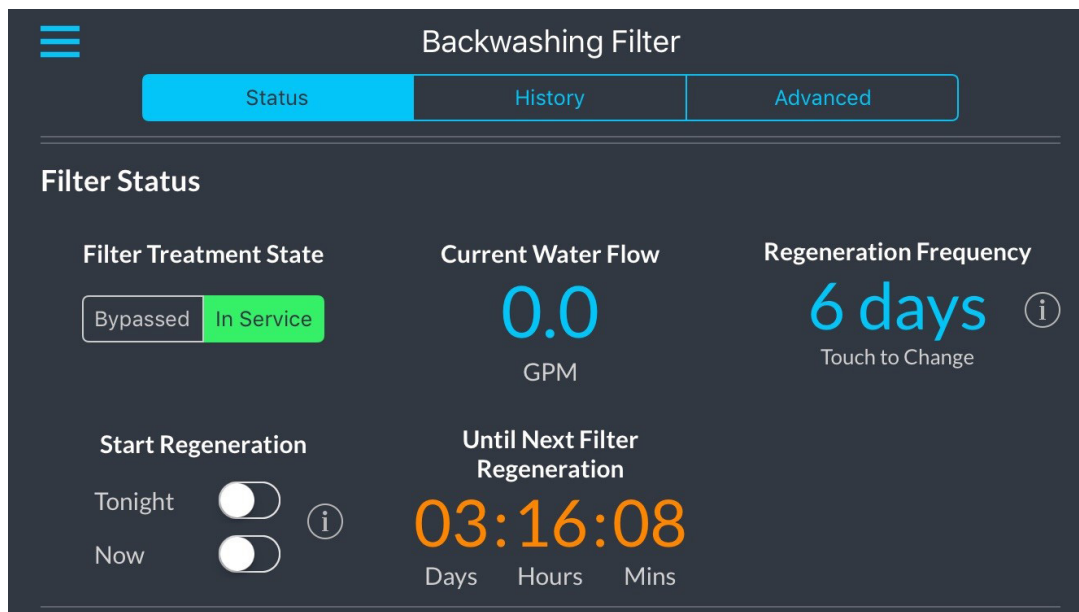 Backwashing Filter
Status
History
Advanced
Filter Status
Filter Treatment State
Bypassed
In Service
Current Water Flow
0.0
GPM
Regeneration Frequency
6 days
i
Touch to Change
Start Regeneration
Tonight
Now
i
Until Next Filter
Regeneration
03:16:08
Days Hours Mins